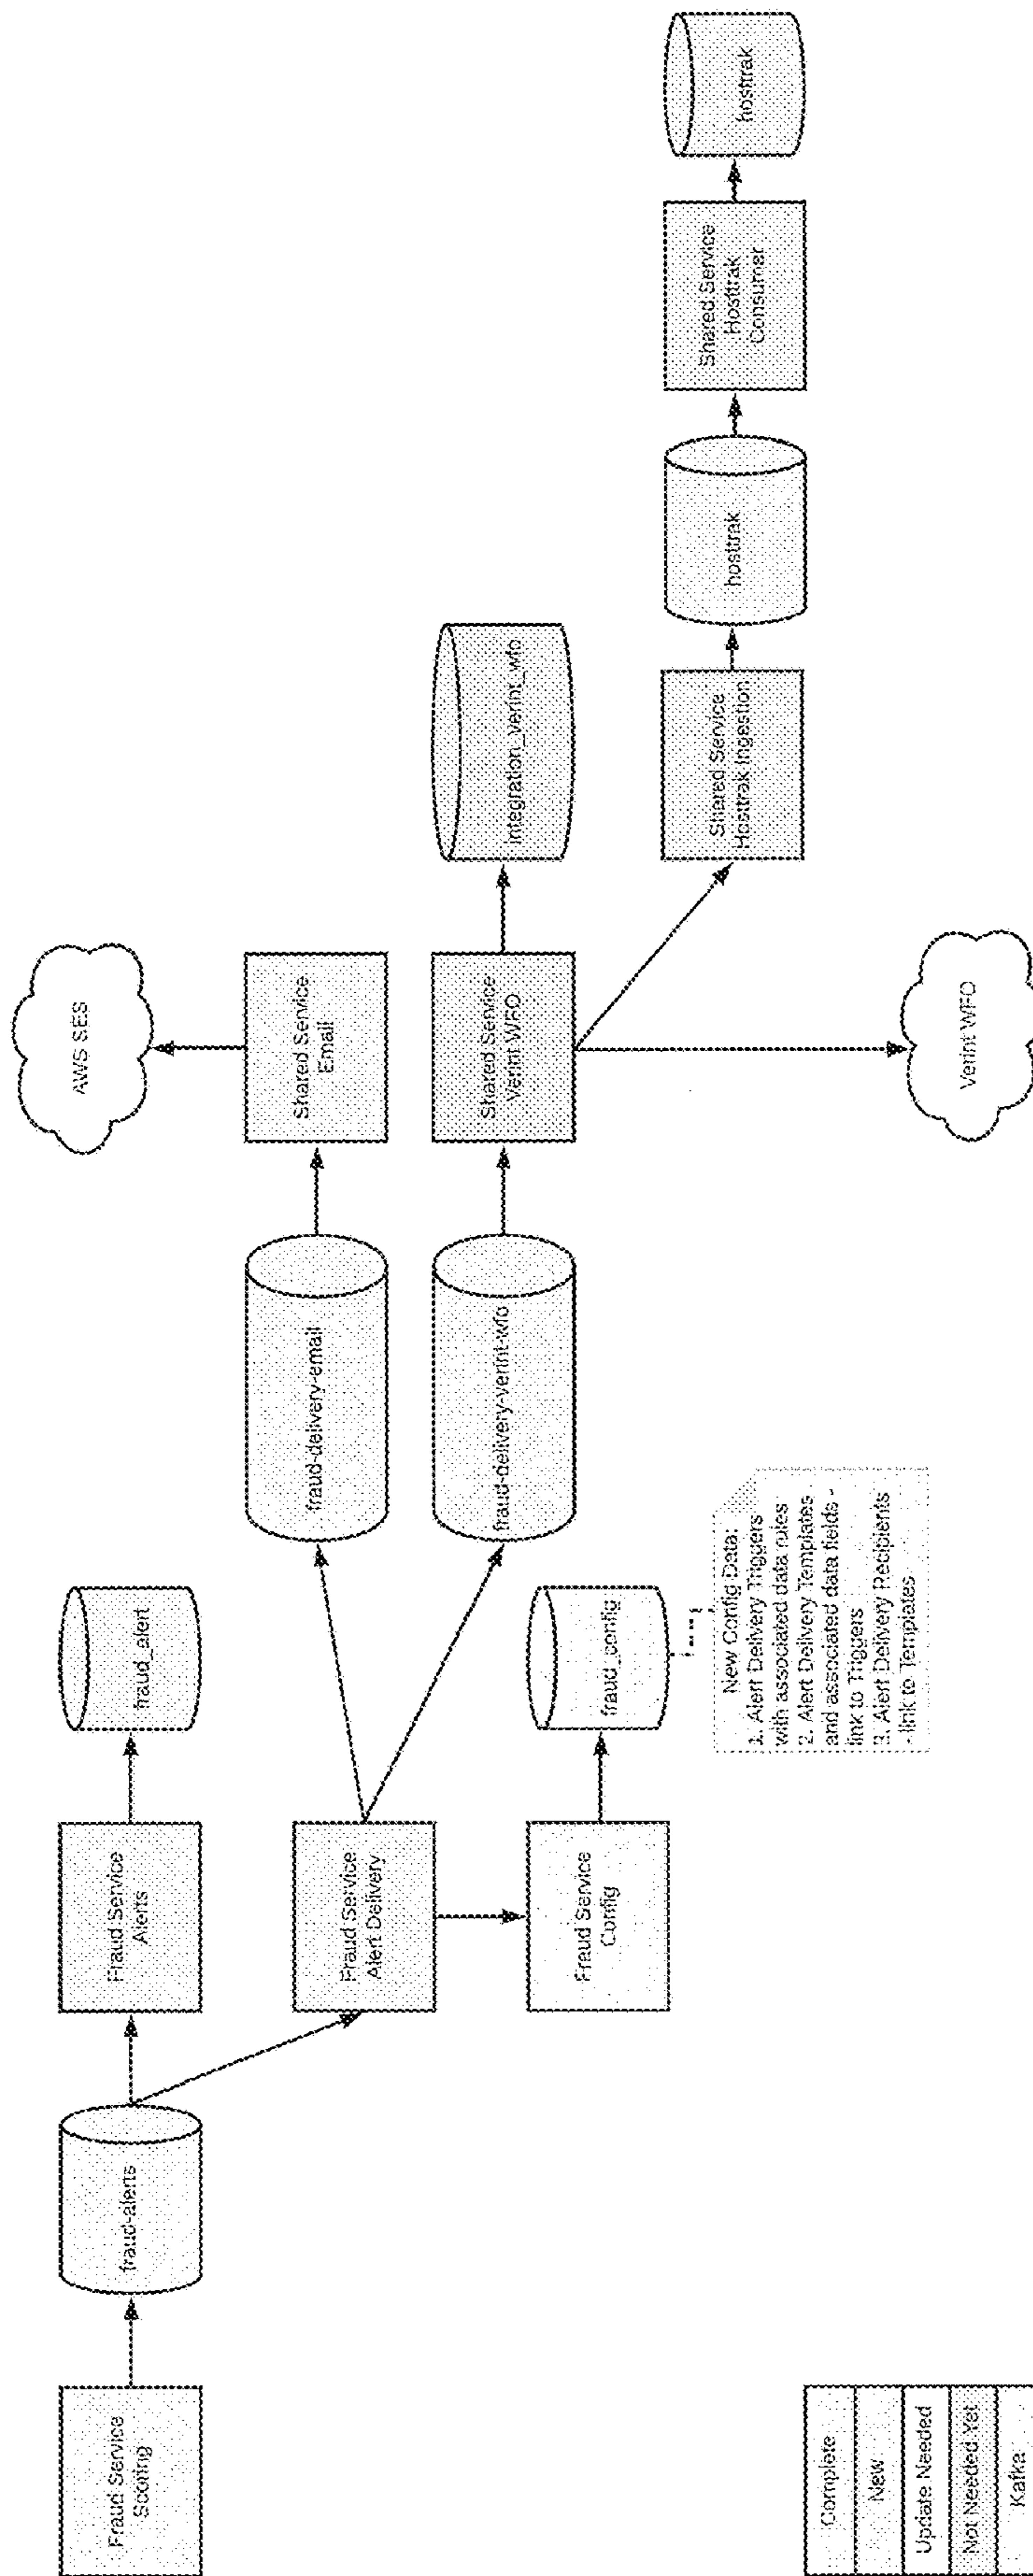 Fraud Service
Scoring
fraud-alerts
Fraud Service
Alerts
fraud_alert
Fraud Service
Alert Delivery
Fraud Service
Config
fraud_config
New Config Data:
1. Alert Delivery Triggers
with associated data rules
2. Alert Delivery Templates
and associated data fields -
link to Triggers
3. Alert Delivery Recipients
- link to Templates
fraud-delivery-email
fraud-delivery-verint-wfo
Shared Service
Email
AWS SES
Shared Service
Verint WFO
integration_verint_wfo
Verint WFO
Shared Service
Hosttrak Ingestion
hosttrak
Shared Service
Hosttrak
Consumer
hosttrak
Complete
New
Update Needed
Not Needed Yet
Kafka